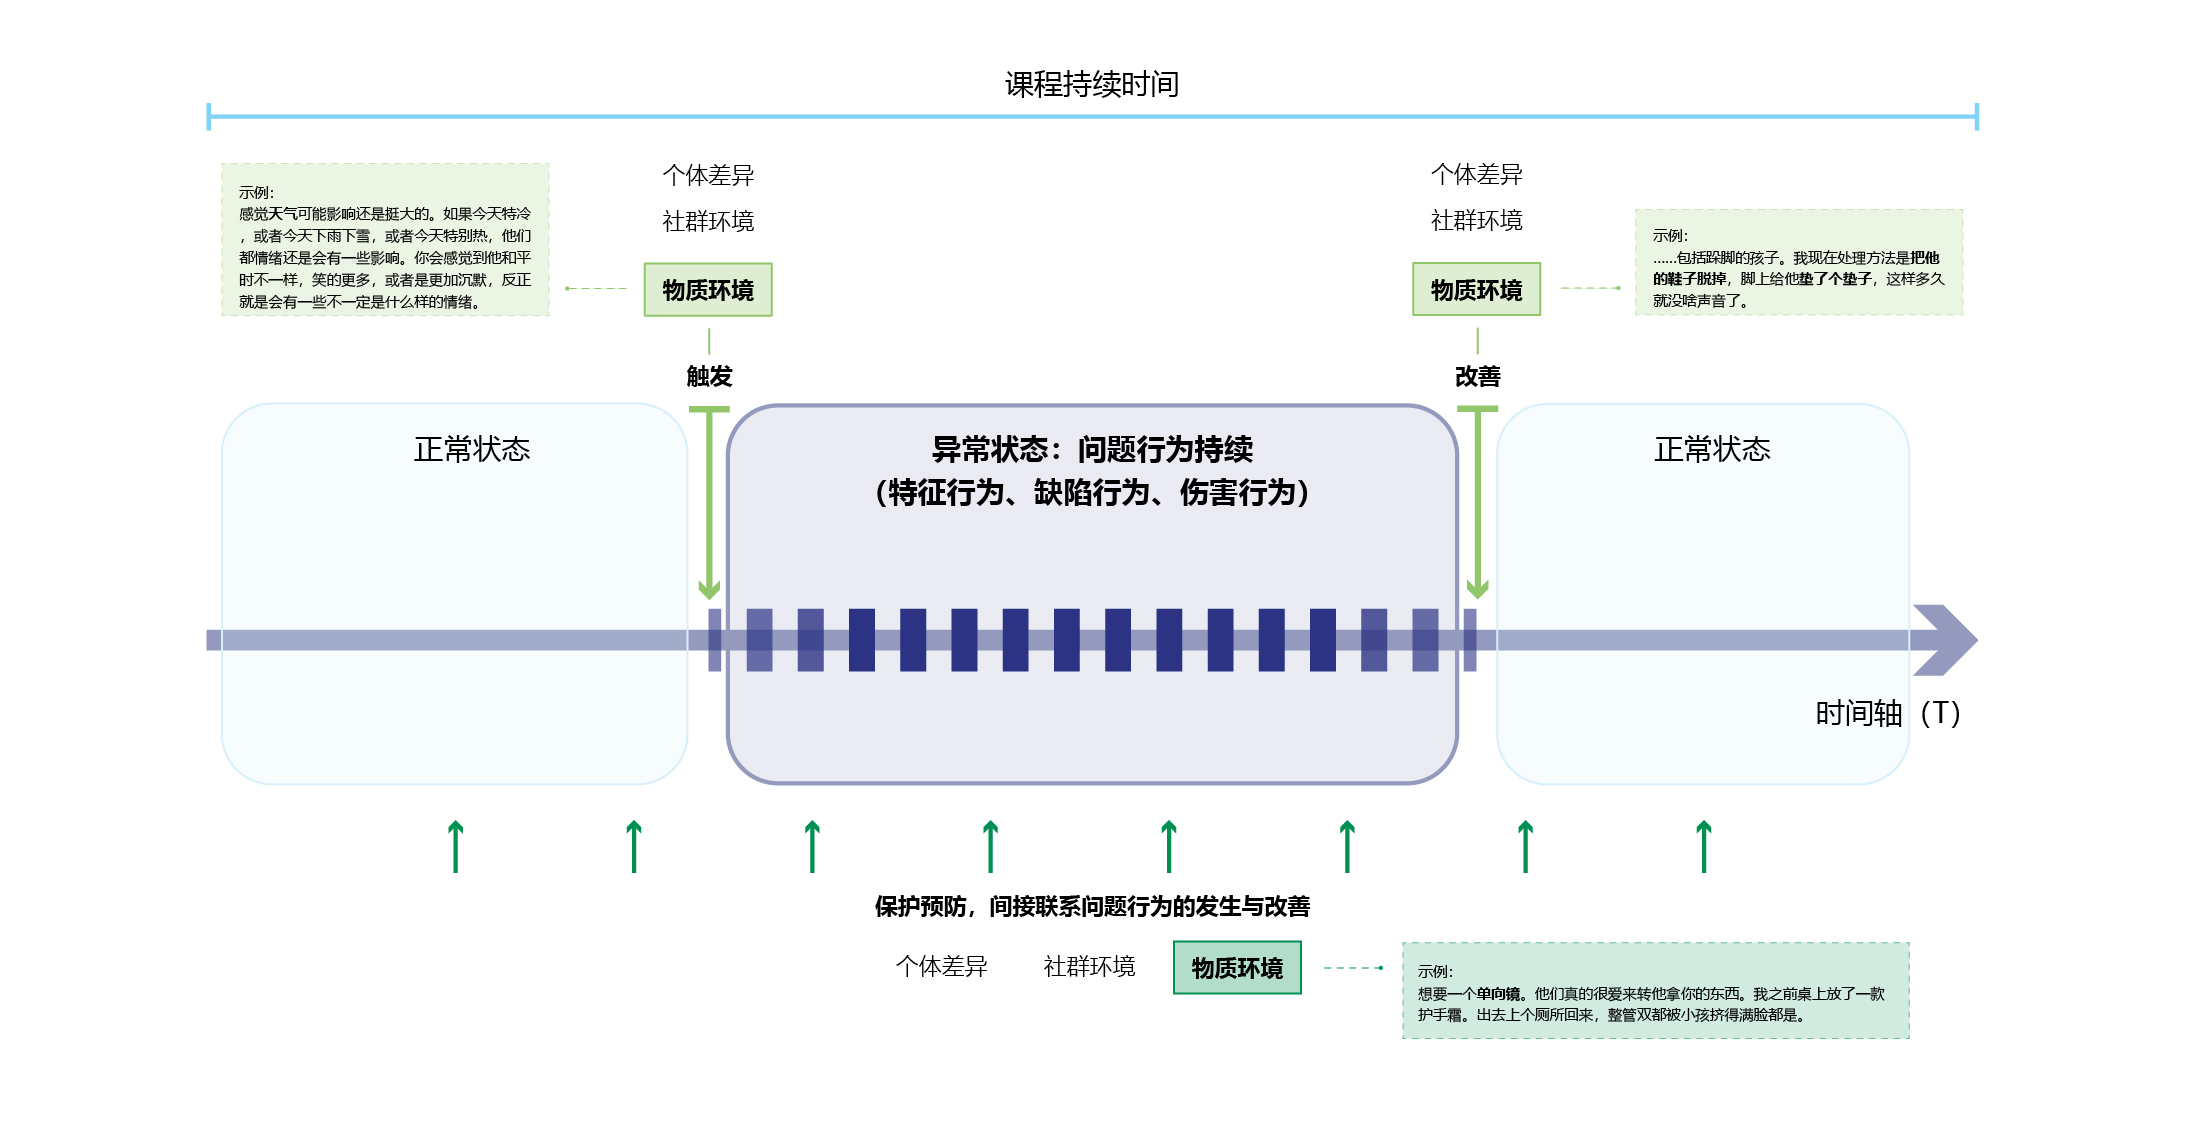 课程持续时间
示例：
感觉天气可能影响还是挺大的。如果今天特冷
，或者今天下雨下雪，或者今天特别热，他们
都情绪还是会有一些影响。你会感觉到他和平
时不一样，笑的更多，或者是更加沉默，反正
就是会有一些不一定是什么样的情绪。
个体差异
社群环境
物质环境
触发
个体差异
社群环境
物质环境
改善
示例：
……包括跺脚的孩子。我现在处理方法是把他
的鞋子脱掉，脚上给他垫了个垫子，这样多久
就没啥声音了。
正常状态
异常状态：问题行为持续
（特征行为、缺陷行为、伤害行为）
正常状态
时间轴（T）
保护预防，间接联系问题行为的发生与改善
个体差异
社群环境
物质环境
示例：
想要一个单向镜。他们真的很爱来转他拿你的东西。我之前桌上放了一款
护手霜。出去上个厕所回来，整管双都被小孩挤得满脸都是。